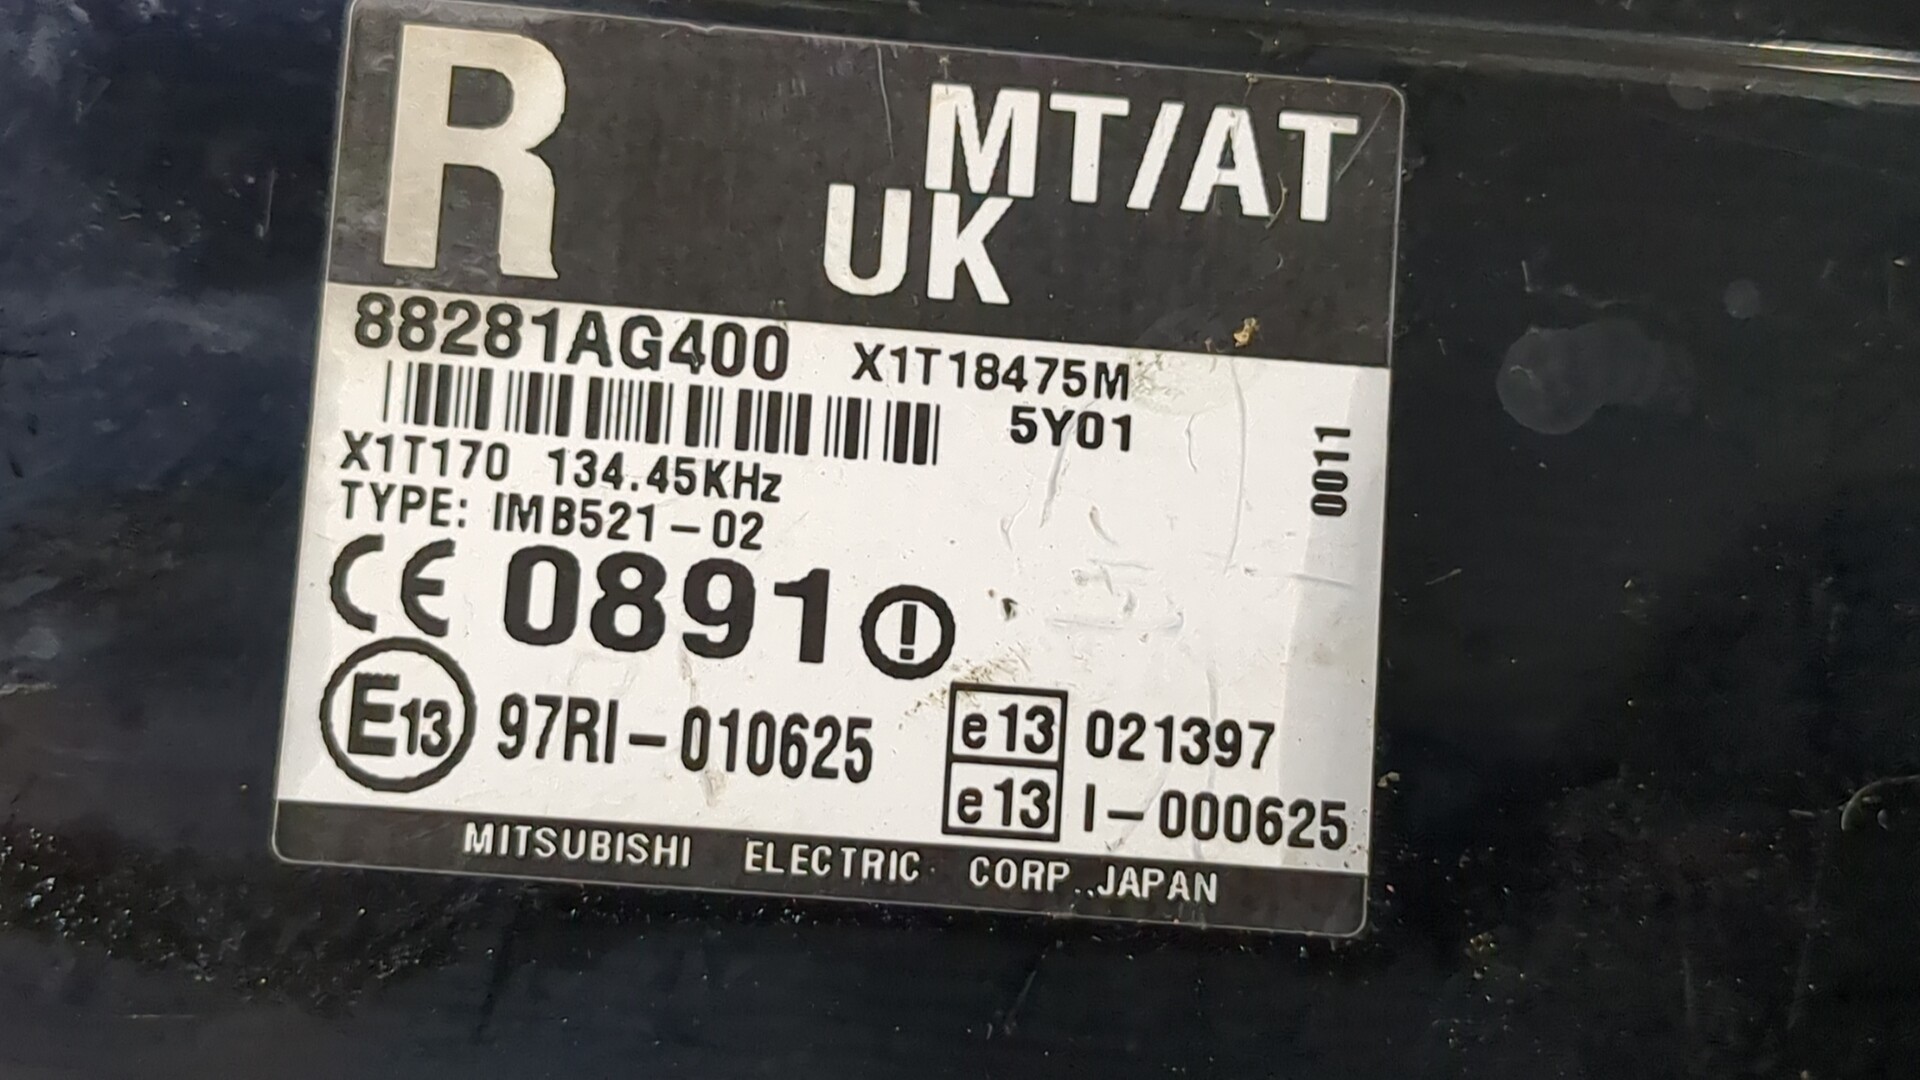 R MT/AT
UK
88281AG400 X1T18475M
5Y01
0011
X1T170 134.45KHz
TYPE: IMB521-02
CE 0891 !
E13 97RI-010625
e13 021397
e13 I-000625
MITSUBISHI ELECTRIC CORP. JAPAN